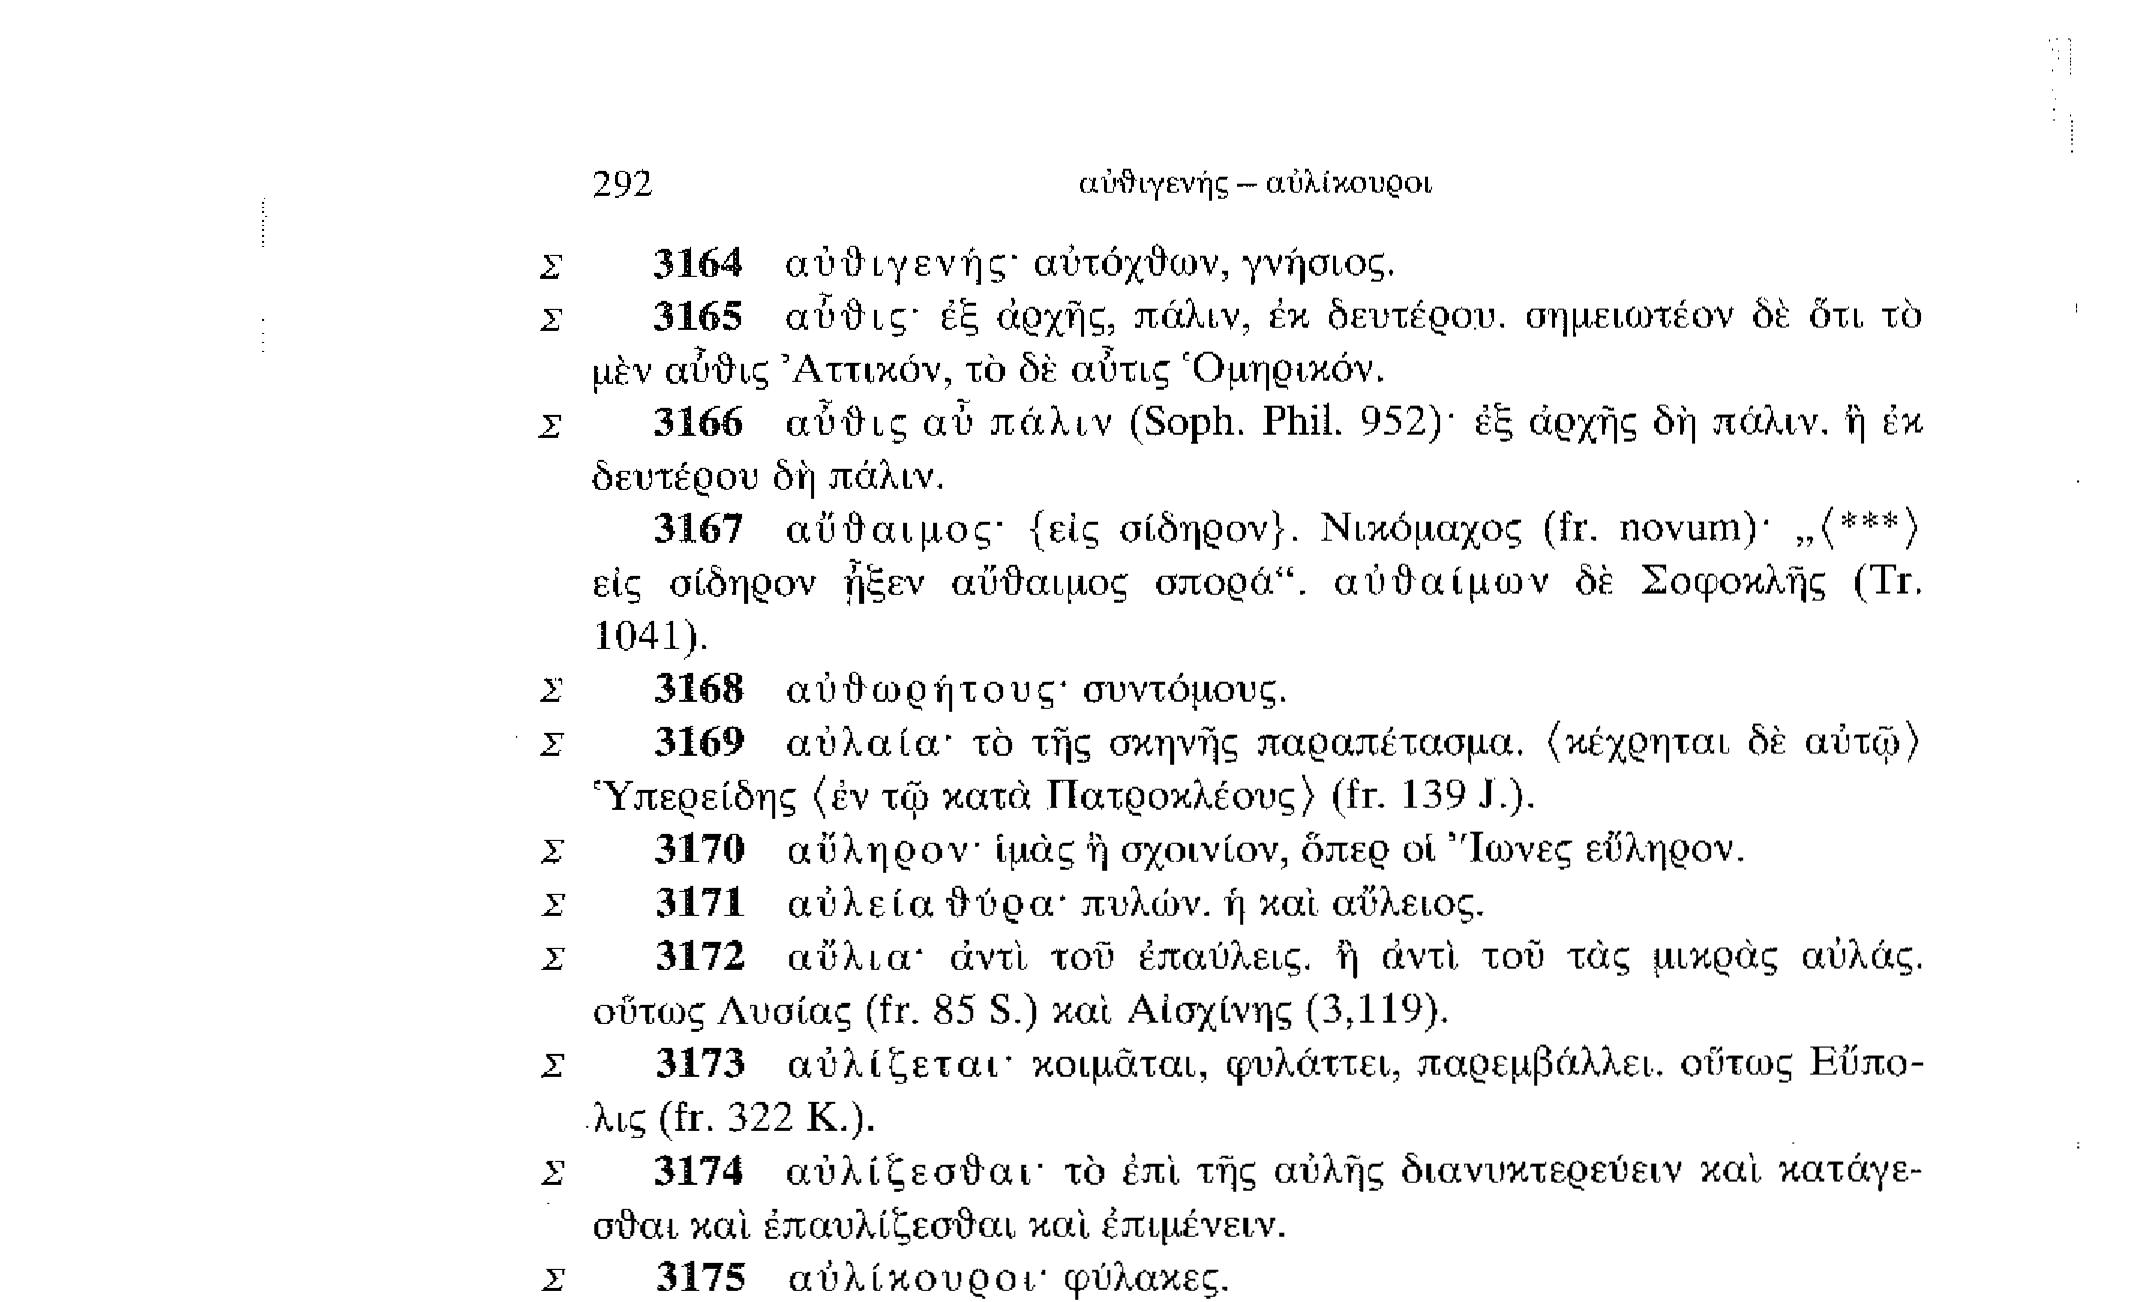 292 αὐθιγενής – αὐλίκουροι
Σ 3164 αὐθιγενής· αὐτόχθων, γνήσιος.
Σ 3165 αὖθις· ἐξ ἀρχῆς, πάλιν, ἐκ δευτέρου. σημειωτέον δὲ ὅτι τὸ
μὲν αὖθις Ἀττικόν, τὸ δὲ αὖτις Ὁμηρικόν.
Σ 3166 αὖθις αὖ πάλιν (Soph. Phil. 952)· ἐξ ἀρχῆς δὴ πάλιν. ἢ ἐκ
δευτέρου δὴ πάλιν.
3167 αὔθαιμος· {εἰς σίδηρον}. Νικόμαχος (fr. novum)· „⟨***⟩
εἰς σίδηρον ᾖξεν αὔθαιμος σπορά“. αὐθαίμων δὲ Σοφοκλῆς (Tr.
1041).
Σ 3168 αὐθωρήτους· συντόμους.
Σ 3169 αὐλαία· τὸ τῆς σκηνῆς παραπέτασμα. ⟨κέχρηται δὲ αὐτῷ⟩
Ὑπερείδης ⟨ἐν τῷ κατὰ Πατροκλέους⟩ (fr. 139 J.).
Σ 3170 αὔληρον· ἱμὰς ἢ σχοινίον, ὅπερ οἱ Ἴωνες εὔληρον.
Σ 3171 αὐλεία θύρα· πυλών. ἡ καὶ αὔλειος.
Σ 3172 αὔλια· ἀντὶ τοῦ ἐπαύλεις. ἢ ἀντὶ τοῦ τὰς μικρὰς αὐλάς.
οὕτως Λυσίας (fr. 85 S.) καὶ Αἰσχίνης (3,119).
Σ 3173 αὐλίζεται· κοιμᾶται, φυλάττει, παρεμβάλλει. οὕτως Εὔπο-
λις (fr. 322 K.).
Σ 3174 αὐλίζεσθαι· τὸ ἐπὶ τῆς αὐλῆς διανυκτερεύειν καὶ κατάγε-
σθαι καὶ ἐπαυλίζεσθαι καὶ ἐπιμένειν.
Σ 3175 αὐλίκουροι· φύλακες.